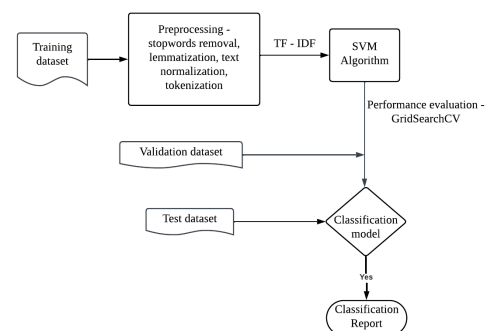 Training
dataset
Preprocessing -
stopwords removal,
lemmatization, text
normalization,
tokenization
TF - IDF
SVM
Algorithm
Performance evaluation -
GridSearchCV
Validation dataset
Test dataset
Classification
model
Yes
Classification
Report